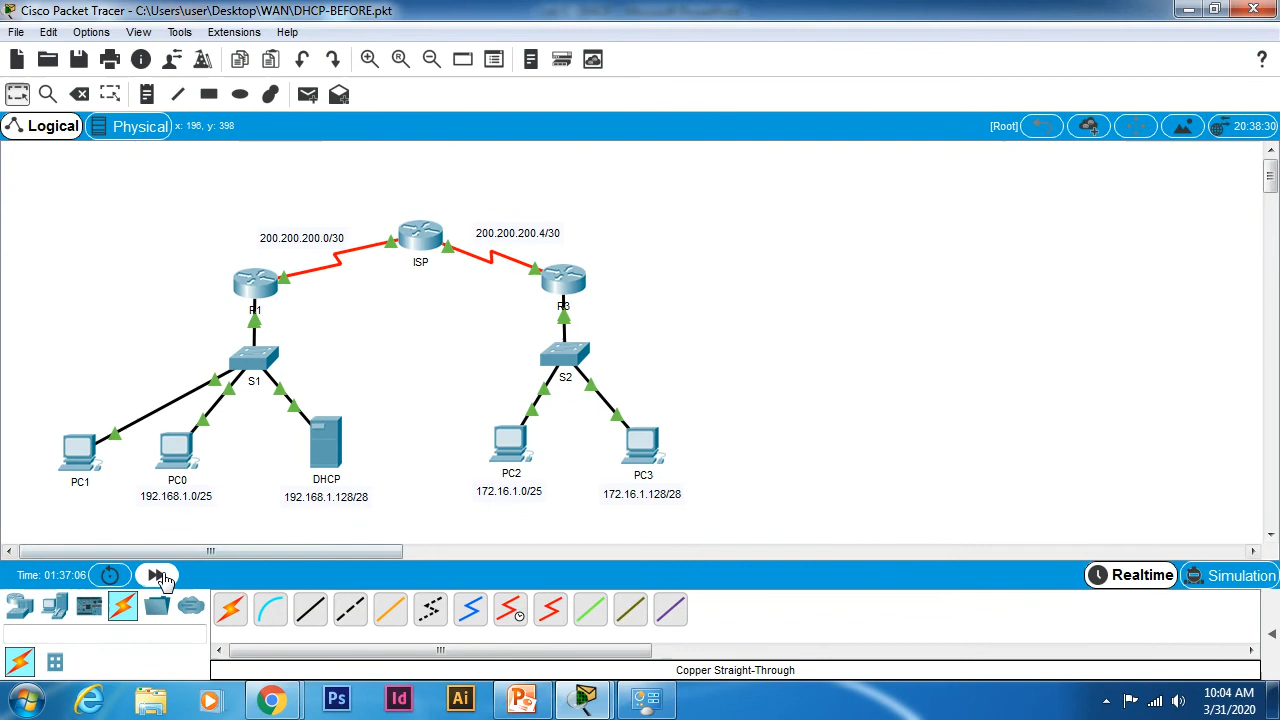 Cisco Packet Tracer - C:\Users\user\Desktop\WAN\DHCP-BEFORE.pkt
File Edit Options View Tools Extensions Help
Logical Physical x: 196, y: 398 [Root] 20:38:30
200.200.200.0/30
200.200.200.4/30
ISP
R1
R3
S1
S2
PC1
PC0
192.168.1.0/25
DHCP
192.168.1.128/28
PC2
172.16.1.0/25
PC3
172.16.1.128/28
Time: 01:37:06 Realtime Simulation
Copper Straight-Through
Ps Id Ai
10:04 AM
3/31/2020